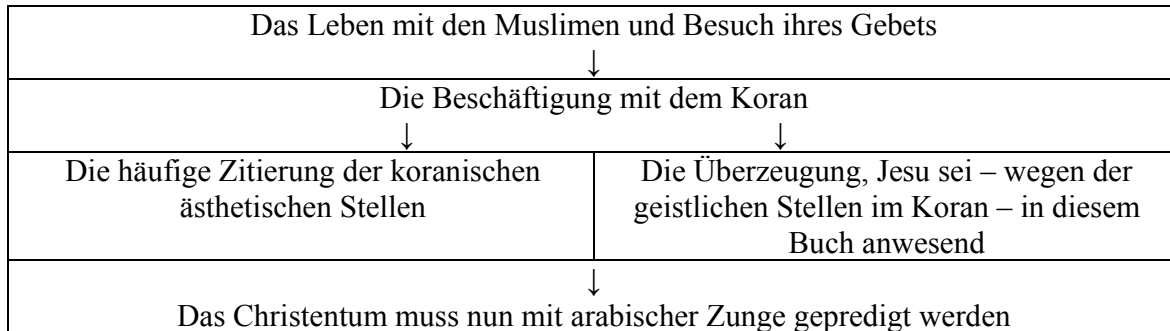 Das Leben mit den Muslimen und Besuch ihres Gebets
↓
Die Beschäftigung mit dem Koran
↓ ↓
Die häufige Zitierung der koranischen
ästhetischen Stellen
Die Überzeugung, Jesu sei – wegen der
geistlichen Stellen im Koran – in diesem
Buch anwesend
↓
Das Christentum muss nun mit arabischer Zunge gepredigt werden